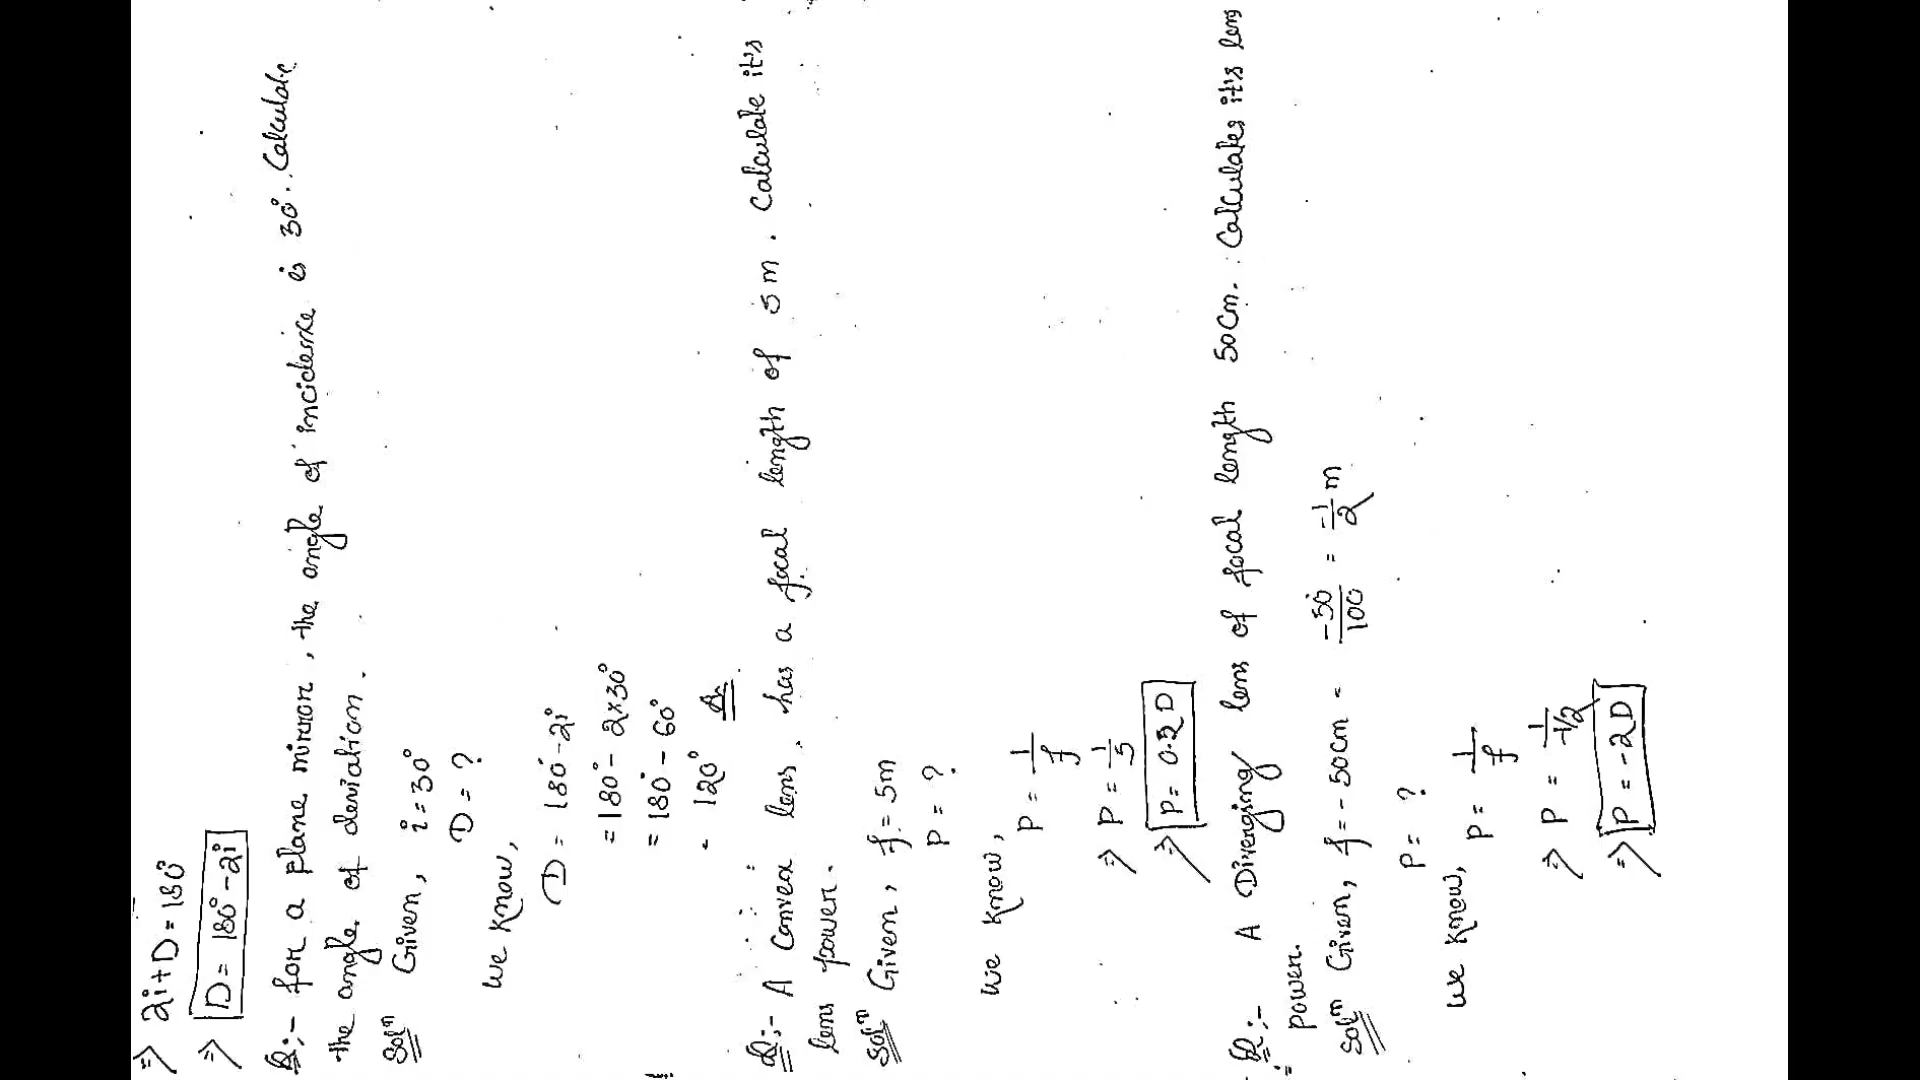 ⇒ 2i+D=180°
⇒ D = 180°-2i
Q:- for a plane mirror, the angle of incidence is 30°. Calculate
the angle of deviation.
Solⁿ Given, i=30°
D=?
We know,
D = 180°-2i
=180°- 2×30°
=180°- 60°
= 120° A
Q:- A Convex lens has a focal length of 5m. Calculate it's
lens power.
Solⁿ Given, f=5m
P=?
We know,
P = 1/f
⇒ P = 1/5
⇒ P= 0.2D
Q:- A Diverging lens of focal length 50cm. Calculates it's lens
power.
Solⁿ Given, f=-50cm = -50/100 = -1/2 m
P=?
We know,
P= 1/f
⇒ P = 1/-1/2
⇒ P=-2D